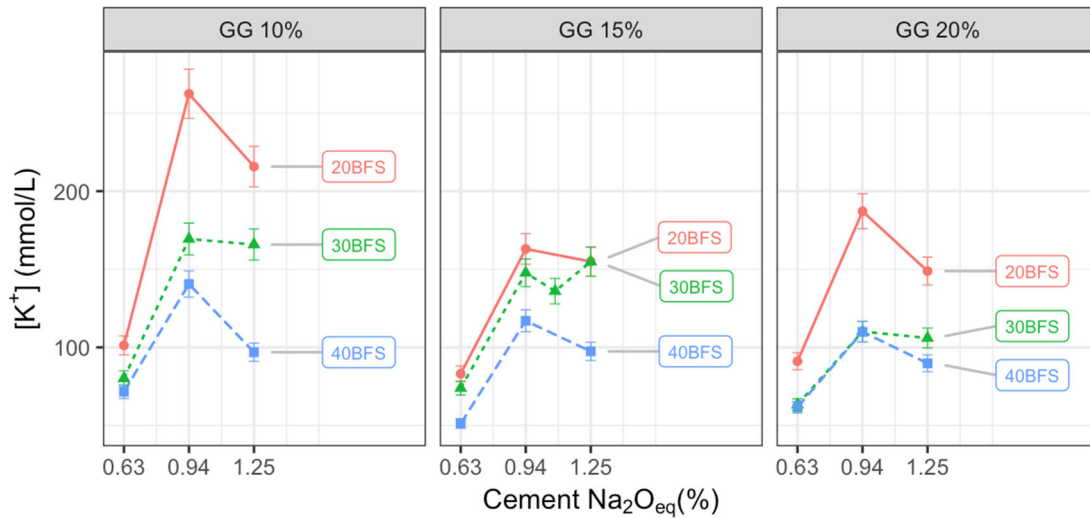 GG 10% GG 15% GG 20%
[K⁺] (mmol/L)
200
100
20BFS
30BFS
40BFS
20BFS
30BFS
40BFS
20BFS
30BFS
40BFS
0.63 0.94 1.25 0.63 0.94 1.25 0.63 0.94 1.25
Cement Na₂Oeq(%)